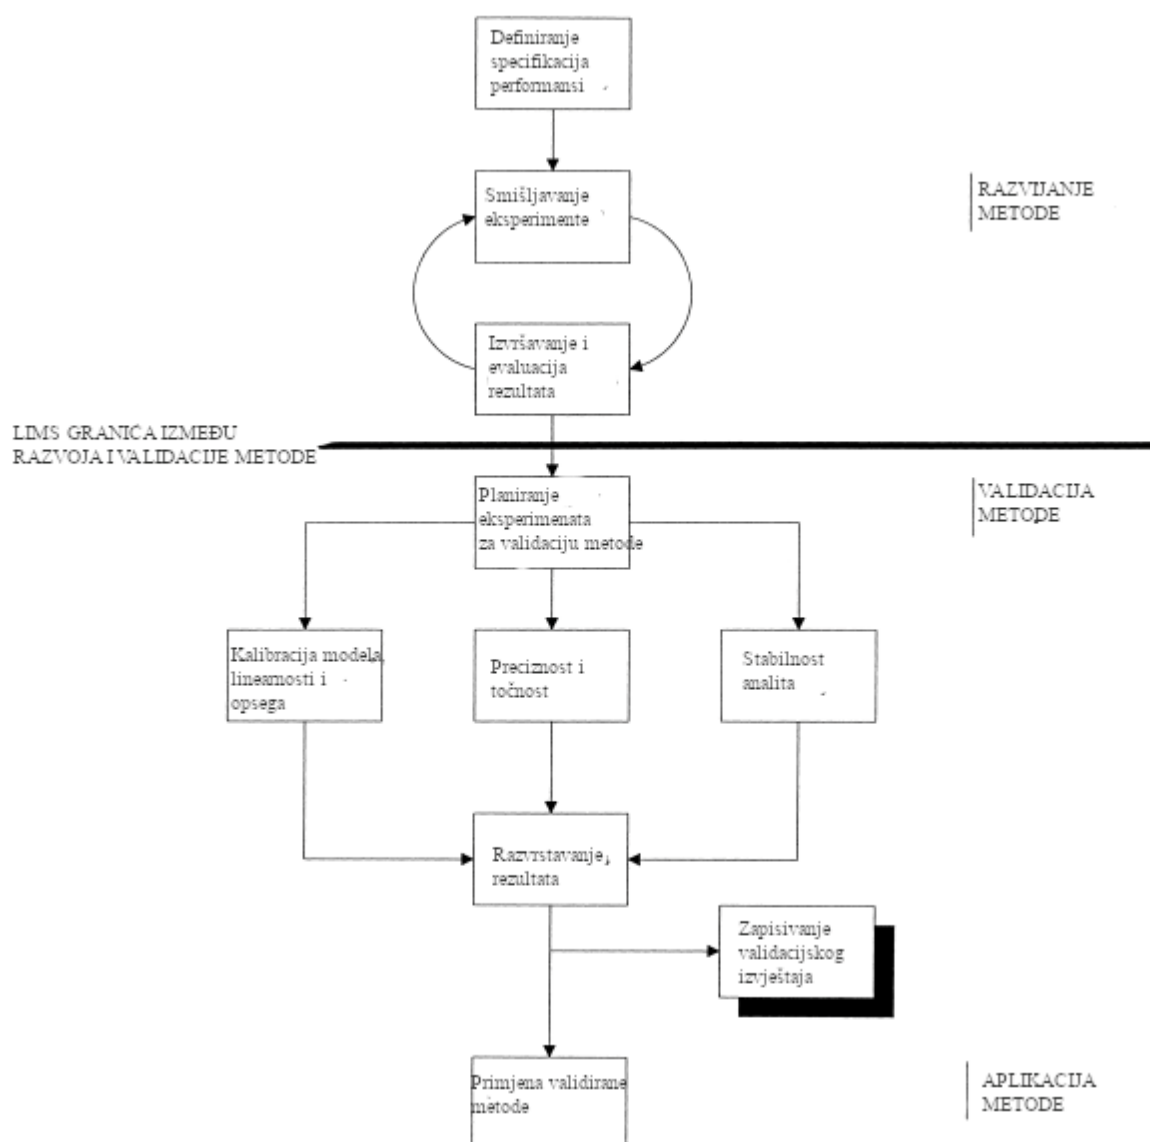 Definiranje
specifikacija
performansi
Smišljavanje
eksperimente
RAZVIJANJE
METODE
Izvršavanje i
evaluacija
rezultata
LIMS GRANICA IZMEĐU
RAZVOJA I VALIDACIJE METODE
Planiranje
eksperimenata
za validaciju metode
VALIDACIJA
METODE
Kalibracija modela,
linearnosti i
opsega
Preciznost i
točnost
Stabilnost
analita
Razvrstavanje
rezultata
Zapisivanje
validacijskog
izvještaja
Primjena validirane
metode
APLIKACIJA
METODE